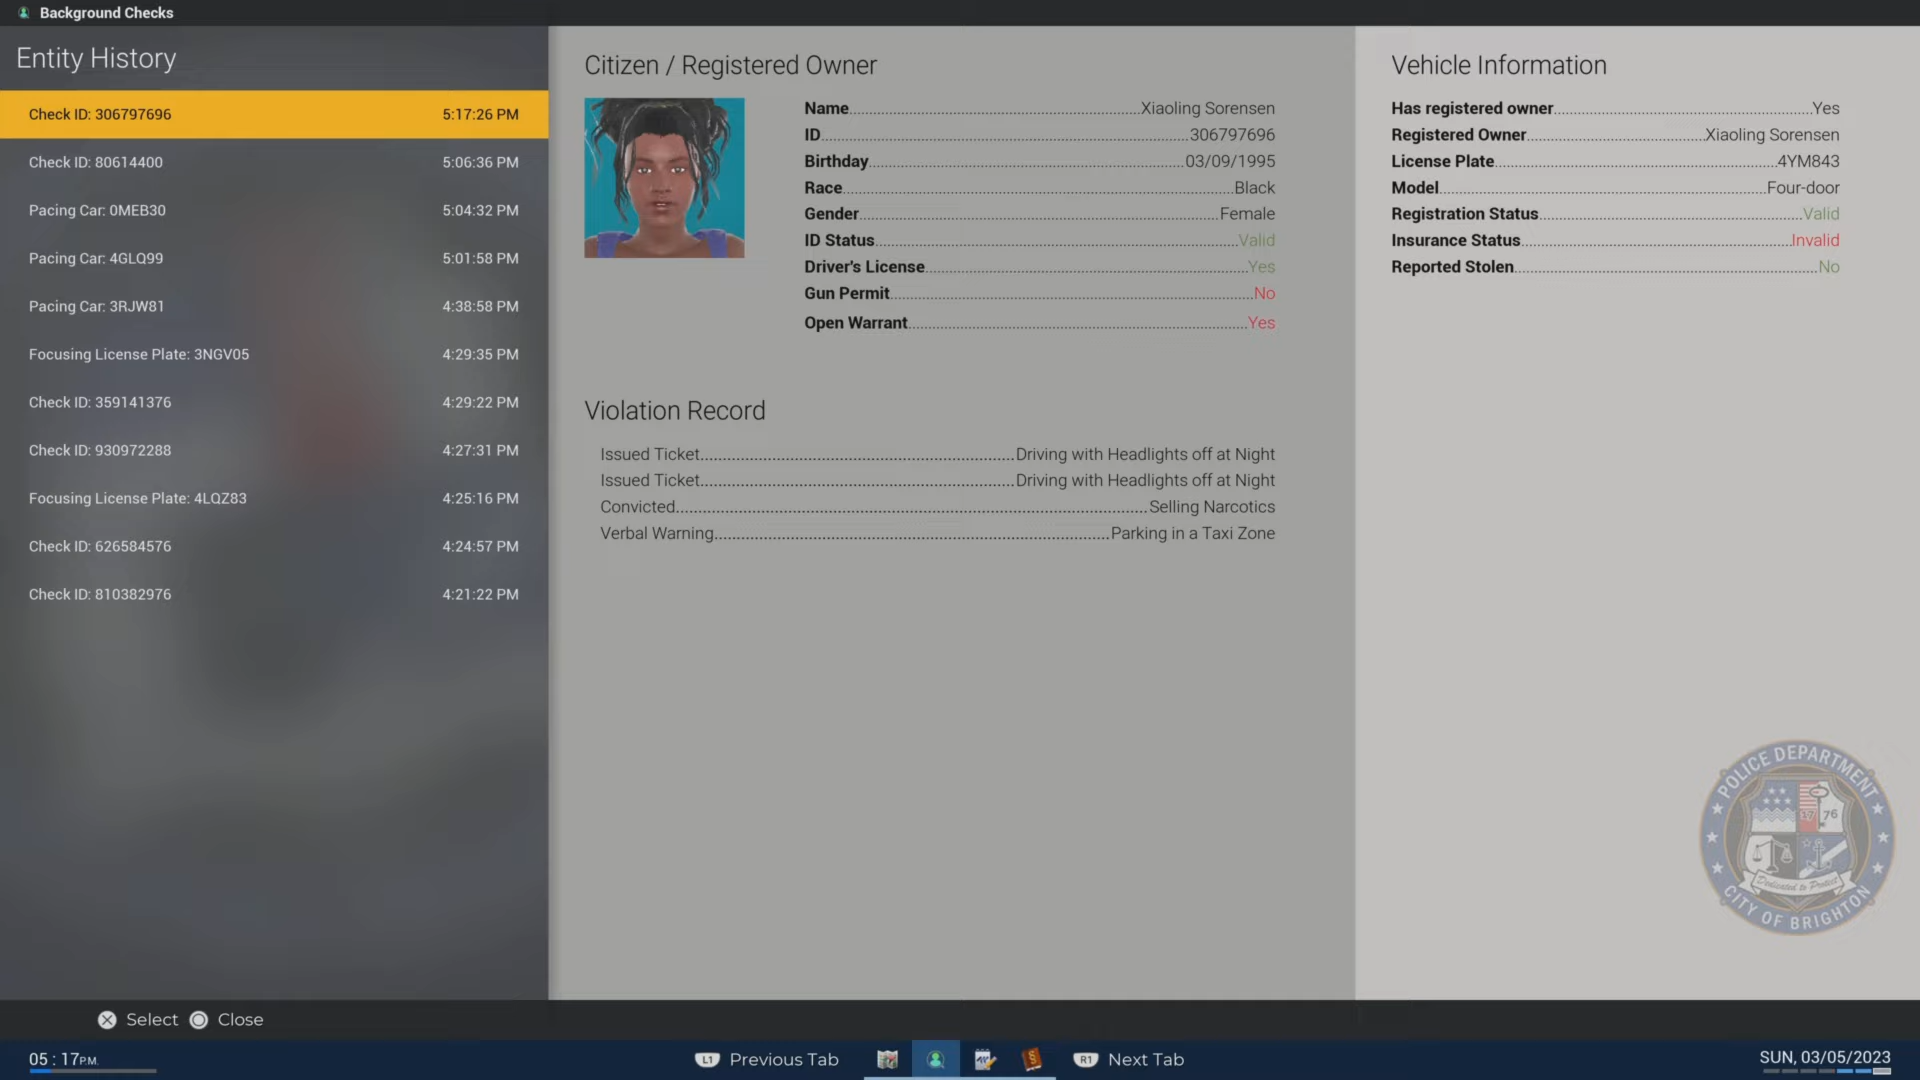 Background Checks
Entity History
Check ID: 306797696 5:17:26 PM
Check ID: 80614400 5:06:36 PM
Pacing Car: 0MEB30 5:04:32 PM
Pacing Car: 4GLQ99 5:01:58 PM
Pacing Car: 3RJW81 4:38:58 PM
Focusing License Plate: 3NGV05 4:29:35 PM
Check ID: 359141376 4:29:22 PM
Check ID: 930972288 4:27:31 PM
Focusing License Plate: 4LQZ83 4:25:16 PM
Check ID: 626584576 4:24:57 PM
Check ID: 810382976 4:21:22 PM
Citizen / Registered Owner
Name Xiaoling Sorensen
ID 306797696
Birthday 03/09/1995
Race Black
Gender Female
ID Status Valid
Driver's License Yes
Gun Permit No
Open Warrant Yes
Violation Record
Issued Ticket Driving with Headlights off at Night
Issued Ticket Driving with Headlights off at Night
Convicted Selling Narcotics
Verbal Warning Parking in a Taxi Zone
Vehicle Information
Has registered owner Yes
Registered Owner Xiaoling Sorensen
License Plate 4YM843
Model Four-door
Registration Status Valid
Insurance Status Invalid
Reported Stolen No
POLICE DEPARTMENT
1776
Dedicated to Protect
CITY OF BRIGHTON
Select Close
05 : 17 P.M.
L1 Previous Tab
R1 Next Tab
SUN, 03/05/2023